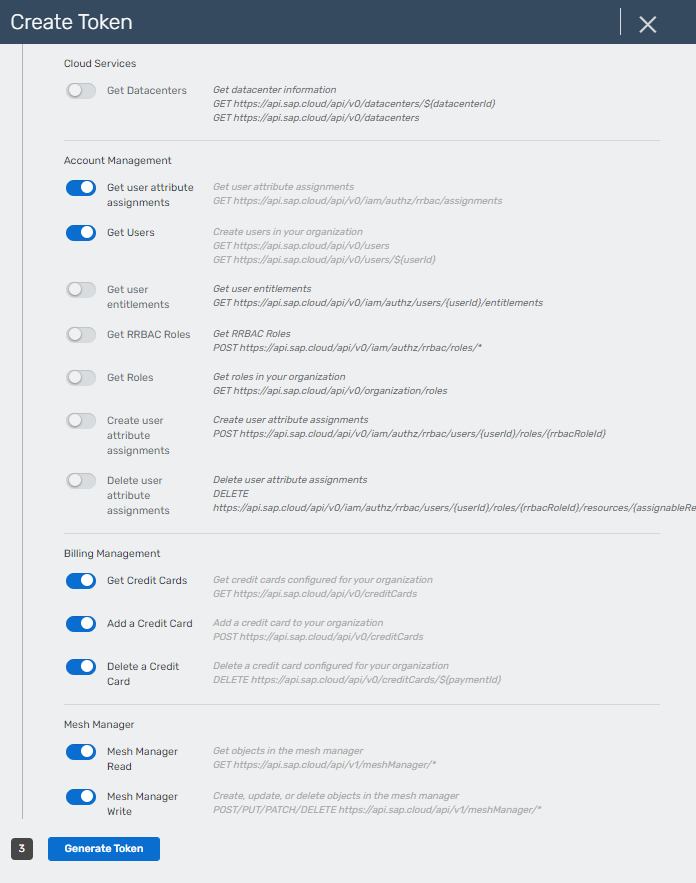 Create Token
Cloud Services
Get Datacenters
Get datacenter information
GET https://api.sap.cloud/api/v0/datacenters/${datacenterId}
GET https://api.sap.cloud/api/v0/datacenters
Account Management
Get user attribute
assignments
Get user attribute assignments
GET https://api.sap.cloud/api/v0/iam/authz/rrbac/assignments
Get Users
Create users in your organization
GET https://api.sap.cloud/api/v0/users
GET https://api.sap.cloud/api/v0/users/${userId}
Get user
entitlements
Get user entitlements
GET https://api.sap.cloud/api/v0/iam/authz/users/{userId}/entitlements
Get RRBAC Roles
Get RRBAC Roles
POST https://api.sap.cloud/api/v0/iam/authz/rrbac/roles/*
Get Roles
Get roles in your organization
GET https://api.sap.cloud/api/v0/organization/roles
Create user
attribute
assignments
Create user attribute assignments
POST https://api.sap.cloud/api/v0/iam/authz/rrbac/users/{userId}/roles/{rrbacRoleId}
Delete user
attribute
assignments
Delete user attribute assignments
DELETE
https://api.sap.cloud/api/v0/iam/authz/rrbac/users/{userId}/roles/{rrbacRoleId}/resources/{assignableRe
Billing Management
Get Credit Cards
Get credit cards configured for your organization
GET https://api.sap.cloud/api/v0/creditCards
Add a Credit Card
Add a credit card to your organization
POST https://api.sap.cloud/api/v0/creditCards
Delete a Credit
Card
Delete a credit card configured for your organization
DELETE https://api.sap.cloud/api/v0/creditCards/${paymentId}
Mesh Manager
Mesh Manager
Read
Get objects in the mesh manager
GET https://api.sap.cloud/api/v1/meshManager/*
Mesh Manager
Write
Create, update, or delete objects in the mesh manager
POST/PUT/PATCH/DELETE https://api.sap.cloud/api/v1/meshManager/*
3
Generate Token